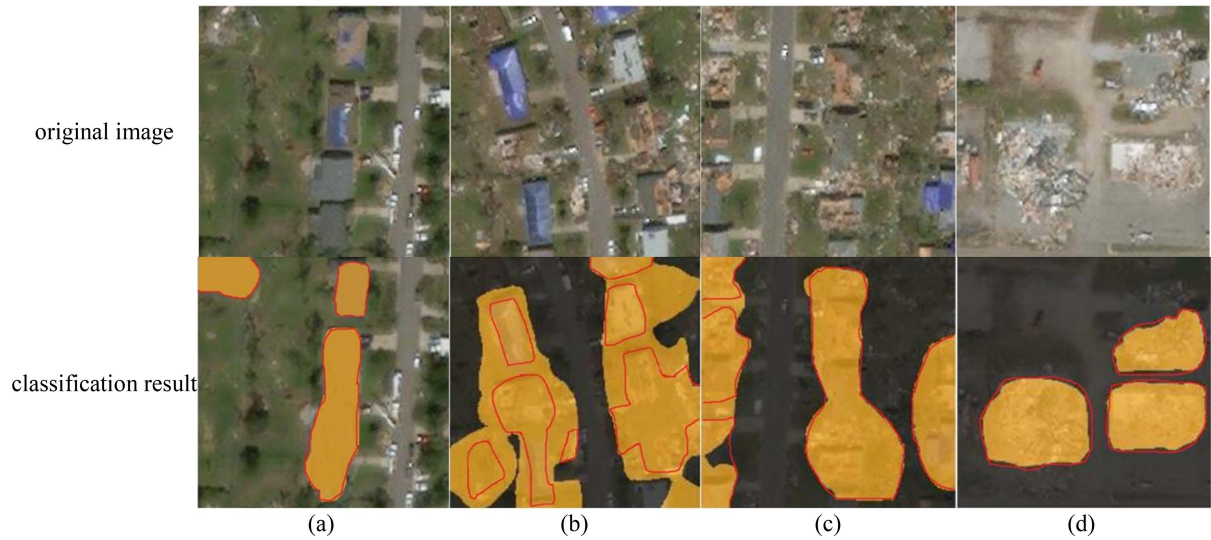 original image
classification result
(a)
(b)
(c)
(d)